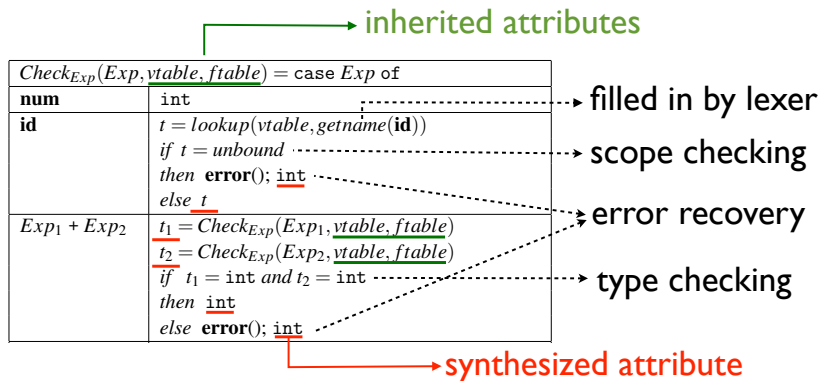 inherited attributes
Check_Exp(Exp, vtable, ftable) = case Exp of
num int
id t = lookup(vtable, getname(id))
filled in by lexer
if t = unbound
scope checking
then error(); int
else t
error recovery
Exp₁ + Exp₂ t₁ = Check_Exp(Exp₁, vtable, ftable)
t₂ = Check_Exp(Exp₂, vtable, ftable)
if t₁ = int and t₂ = int
type checking
then int
else error(); int
synthesized attribute